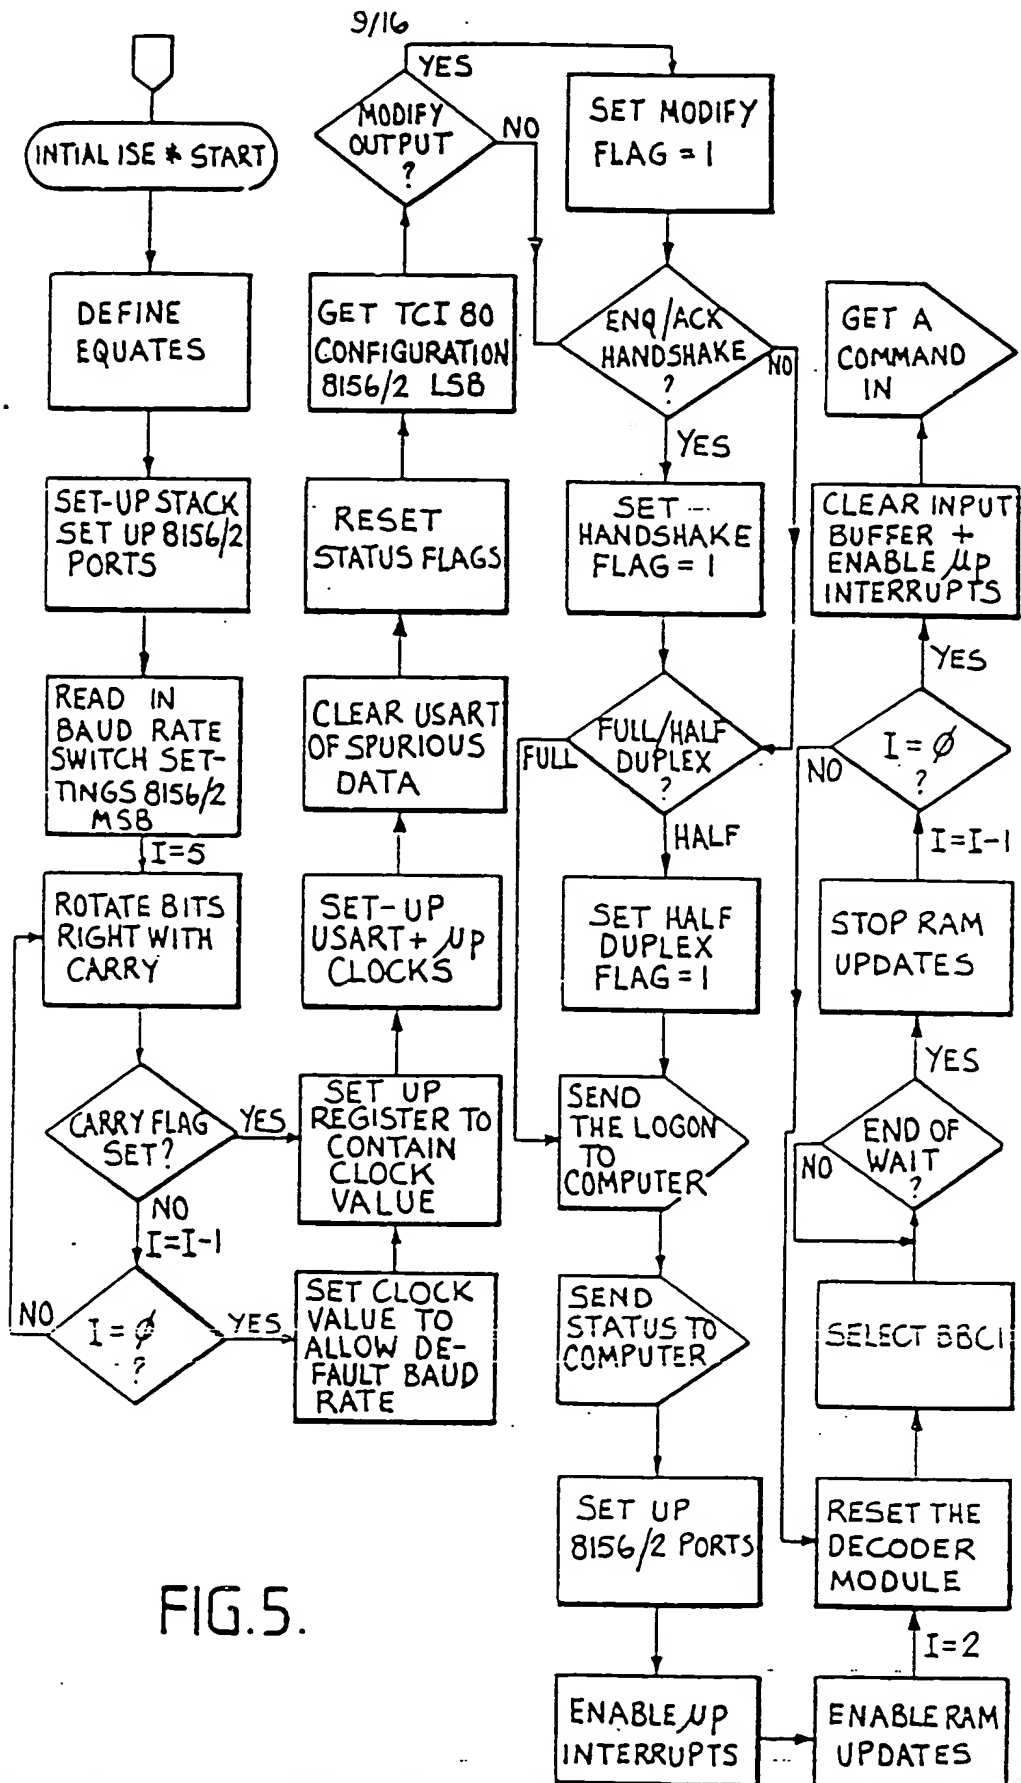 9/16
INTIALISE * START
DEFINE
EQUATES
SET-UP STACK
SET UP 8156/2
PORTS
READ IN
BAUD RATE
SWITCH SET-
TINGS 8156/2
MSB
I=5
ROTATE BITS
RIGHT WITH
CARRY
CARRY FLAG
SET?
YES
NO
I=I-1
I=φ
?
NO
YES
SET CLOCK
VALUE TO
ALLOW DE-
FAULT BAUD
RATE
SET UP
REGISTER TO
CONTAIN
CLOCK
VALUE
SET-UP
USART+ μp
CLOCKS
CLEAR USART
OF SPURIOUS
DATA
RESET
STATUS FLAGS
GET TCI 80
CONFIGURATION
8156/2 LSB
MODIFY
OUTPUT
?
YES
NO
SET MODIFY
FLAG = 1
ENQ/ACK
HANDSHAKE
?
NO
YES
SET
HANDSHAKE
FLAG = 1
FULL/HALF
DUPLEX
?
FULL
HALF
SET HALF
DUPLEX
FLAG=1
SEND
THE LOGON
TO
COMPUTER
SEND
STATUS TO
COMPUTER
SET UP
8156/2 PORTS
ENABLE μp
INTERRUPTS
ENABLE RAM
UPDATES
I=2
RESET THE
DECODER
MODULE
SELECT BBC1
END OF
WAIT
?
NO
YES
STOP RAM
UPDATES
I=I-1
I=φ
?
NO
YES
CLEAR INPUT
BUFFER +
ENABLE μp
INTERRUPTS
GET A
COMMAND
IN
FIG.5.